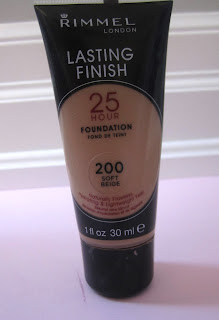 RIMMEL
LONDON
LASTING
FINISH
25
HOUR
FOUNDATION
FOND DE TEINT
200
SOFT
BEIGE
1 fl oz 30 ml e